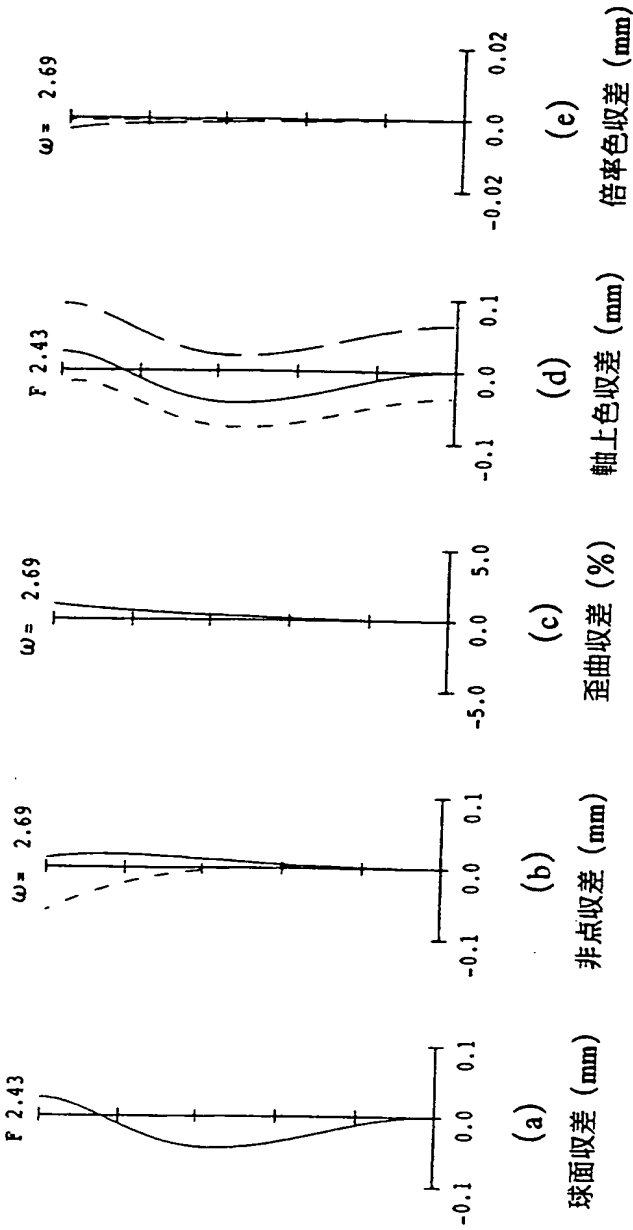 F 2.43
-0.1 0.0 0.1
(a)
球面収差 (mm)
ω= 2.69
-0.1 0.0 0.1
(b)
非点収差 (mm)
ω= 2.69
-5.0 0.0 5.0
(c)
歪曲収差 (%)
F 2.43
-0.1 0.0 0.1
(d)
軸上色収差 (mm)
ω= 2.69
-0.02 0.0 0.02
(e)
倍率色収差 (mm)